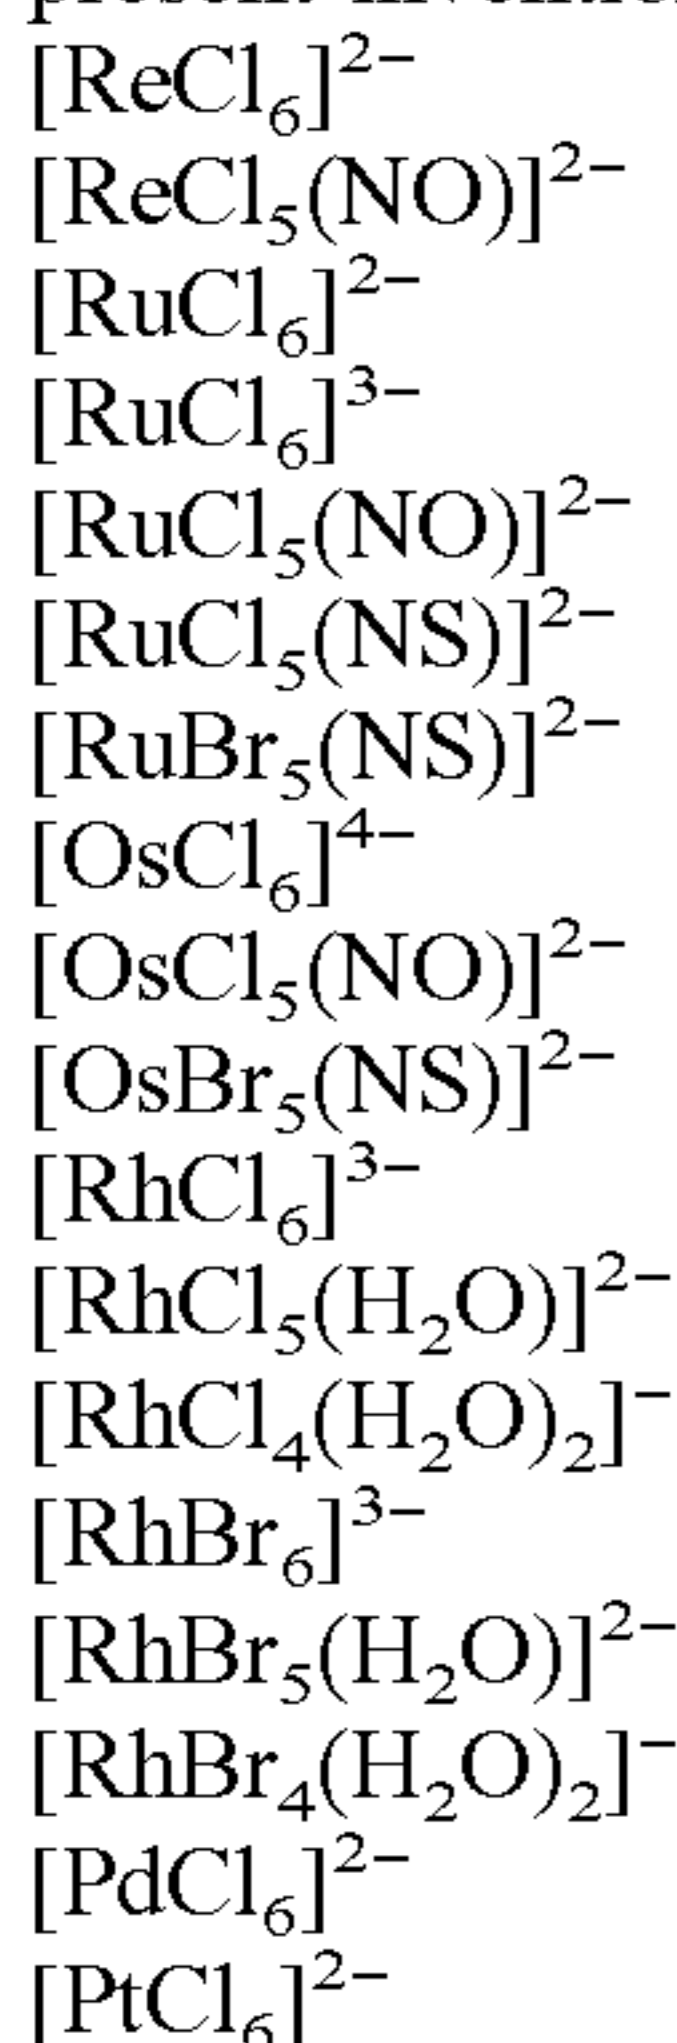 [ReCl₆]²⁻
[ReCl₅(NO)]²⁻
[RuCl₆]²⁻
[RuCl₆]³⁻
[RuCl₅(NO)]²⁻
[RuCl₅(NS)]²⁻
[RuBr₅(NS)]²⁻
[OsCl₆]⁴⁻
[OsCl₅(NO)]²⁻
[OsBr₅(NS)]²⁻
[RhCl₆]³⁻
[RhCl₅(H₂O)]²⁻
[RhCl₄(H₂O)₂]⁻
[RhBr₆]³⁻
[RhBr₅(H₂O)]²⁻
[RhBr₄(H₂O)₂]⁻
[PdCl₆]²⁻
[PtCl₆]²⁻